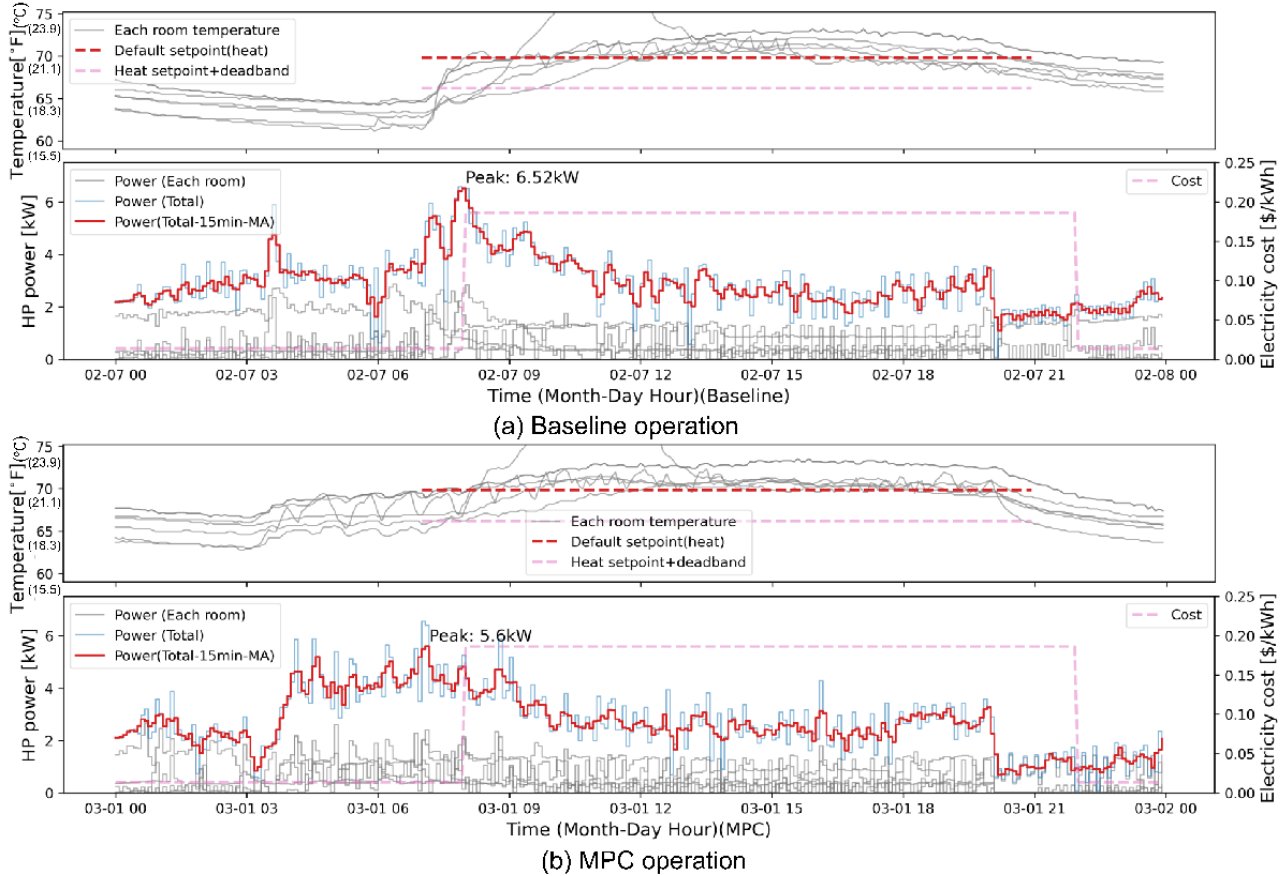 Temperature[°F](°C)
75
(23.9)
70
(21.1)
65
(18.3)
60
(15.5)
Each room temperature
Default setpoint(heat)
Heat setpoint+deadband
HP power [kW]
6
4
2
0
Power (Each room)
Power (Total)
Power(Total-15min-MA)
Peak: 6.52kW
Cost
0.25
0.20
0.15
0.10
0.05
0.00
Electricity cost [$/kWh]
02-07 00 02-07 03 02-07 06 02-07 09 02-07 12 02-07 15 02-07 18 02-07 21 02-08 00
Time (Month-Day Hour)(Baseline)
(a) Baseline operation
Temperature[°F](°C)
75
(23.9)
70
(21.1)
65
(18.3)
60
(15.5)
Each room temperature
Default setpoint(heat)
Heat setpoint+deadband
HP power [kW]
6
4
2
0
Power (Each room)
Power (Total)
Power(Total-15min-MA)
Peak: 5.6kW
Cost
0.25
0.20
0.15
0.10
0.05
0.00
Electricity cost [$/kWh]
03-01 00 03-01 03 03-01 06 03-01 09 03-01 12 03-01 15 03-01 18 03-01 21 03-02 00
Time (Month-Day Hour)(MPC)
(b) MPC operation